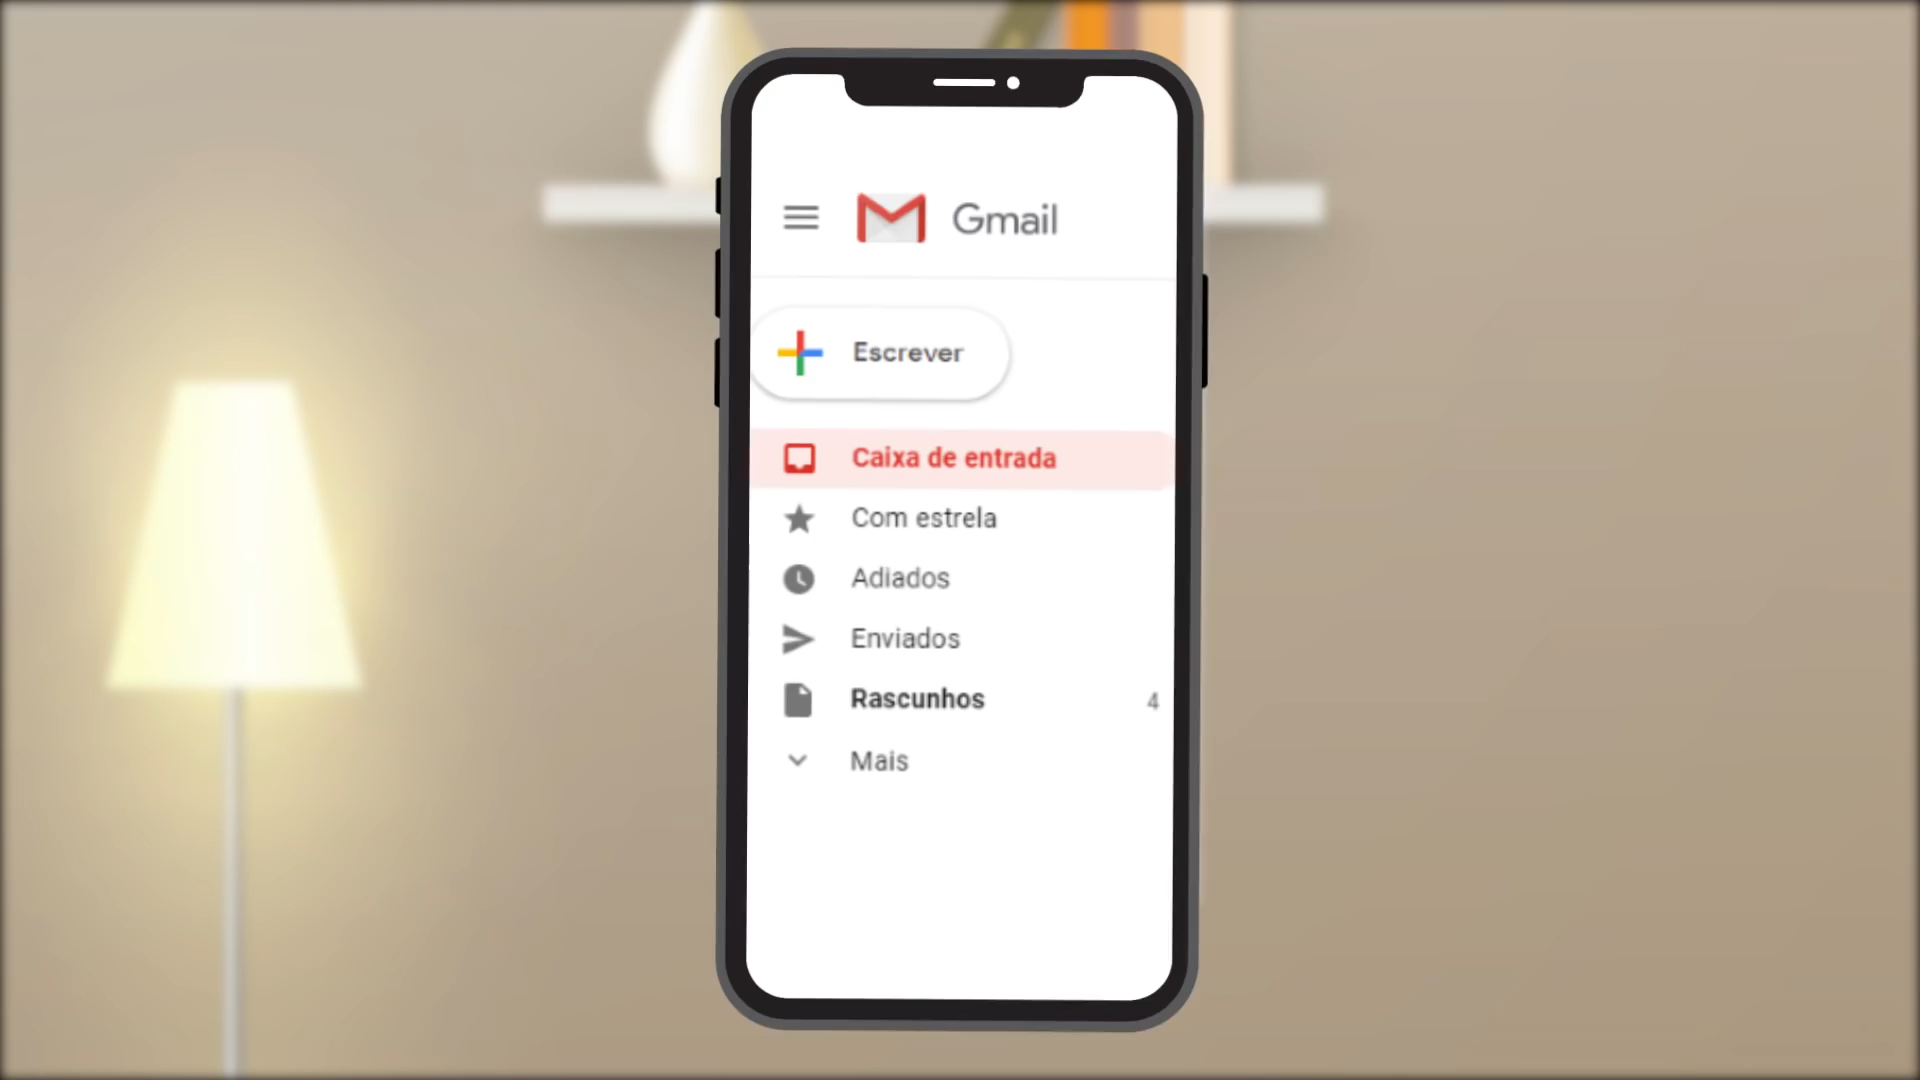 Gmail
Escrever
Caixa de entrada
Com estrela
Adiados
Enviados
Rascunhos 4
Mais